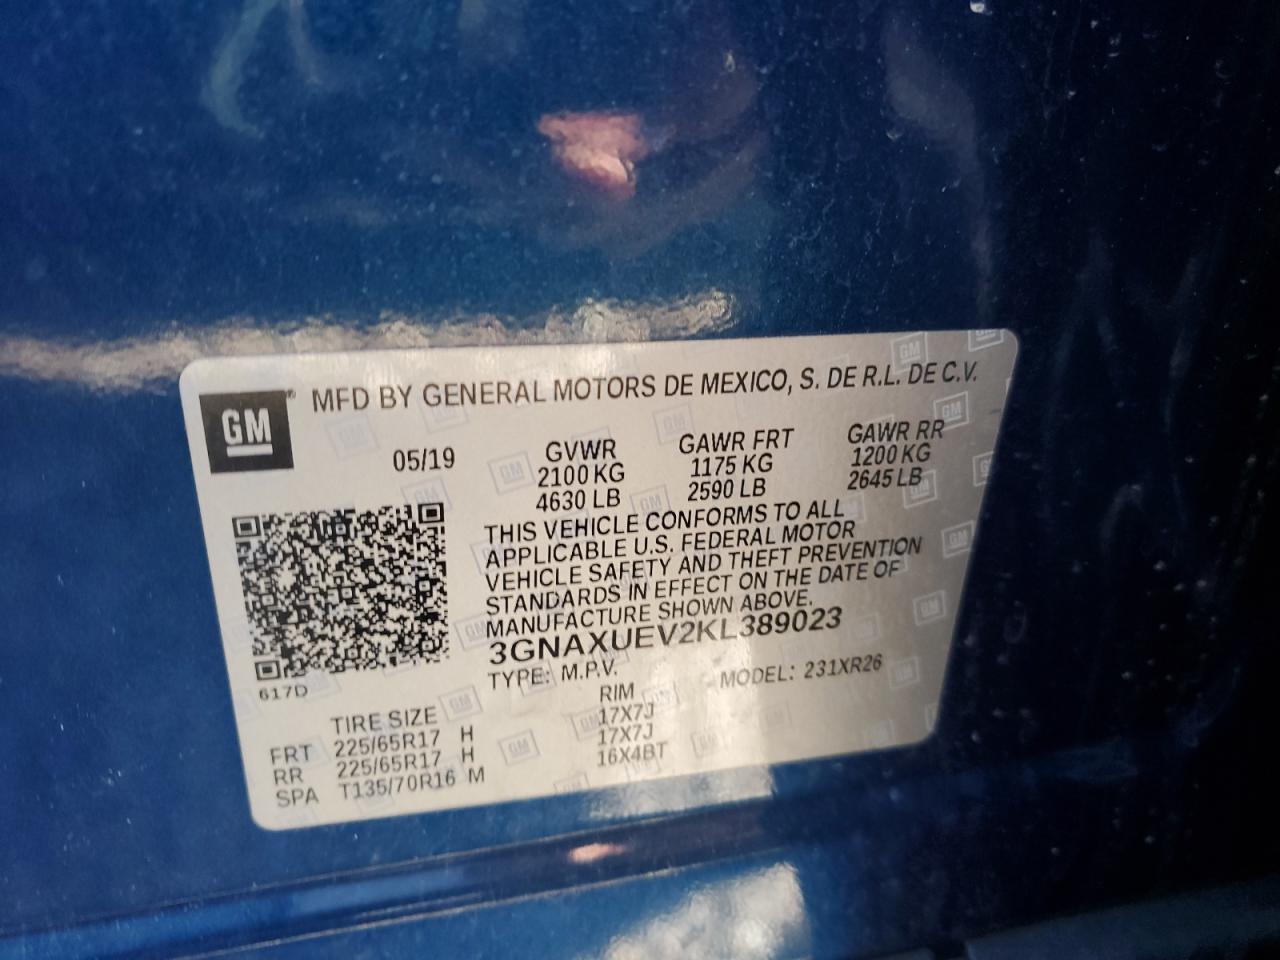 GM® MFD BY GENERAL MOTORS DE MEXICO, S. DE R.L. DE C.V.
05/19 GVWR GAWR FRT GAWR RR
2100 KG 1175 KG 1200 KG
4630 LB 2590 LB 2645 LB
THIS VEHICLE CONFORMS TO ALL
APPLICABLE U.S. FEDERAL MOTOR
VEHICLE SAFETY AND THEFT PREVENTION
STANDARDS IN EFFECT ON THE DATE OF
MANUFACTURE SHOWN ABOVE.
3GNAXUEV2KL389023
TYPE: M.P.V. MODEL: 231XR26
617D
TIRE SIZE RIM
FRT 225/65R17 H 17X7J
RR 225/65R17 H 17X7J
SPA T135/70R16 M 16X4BT